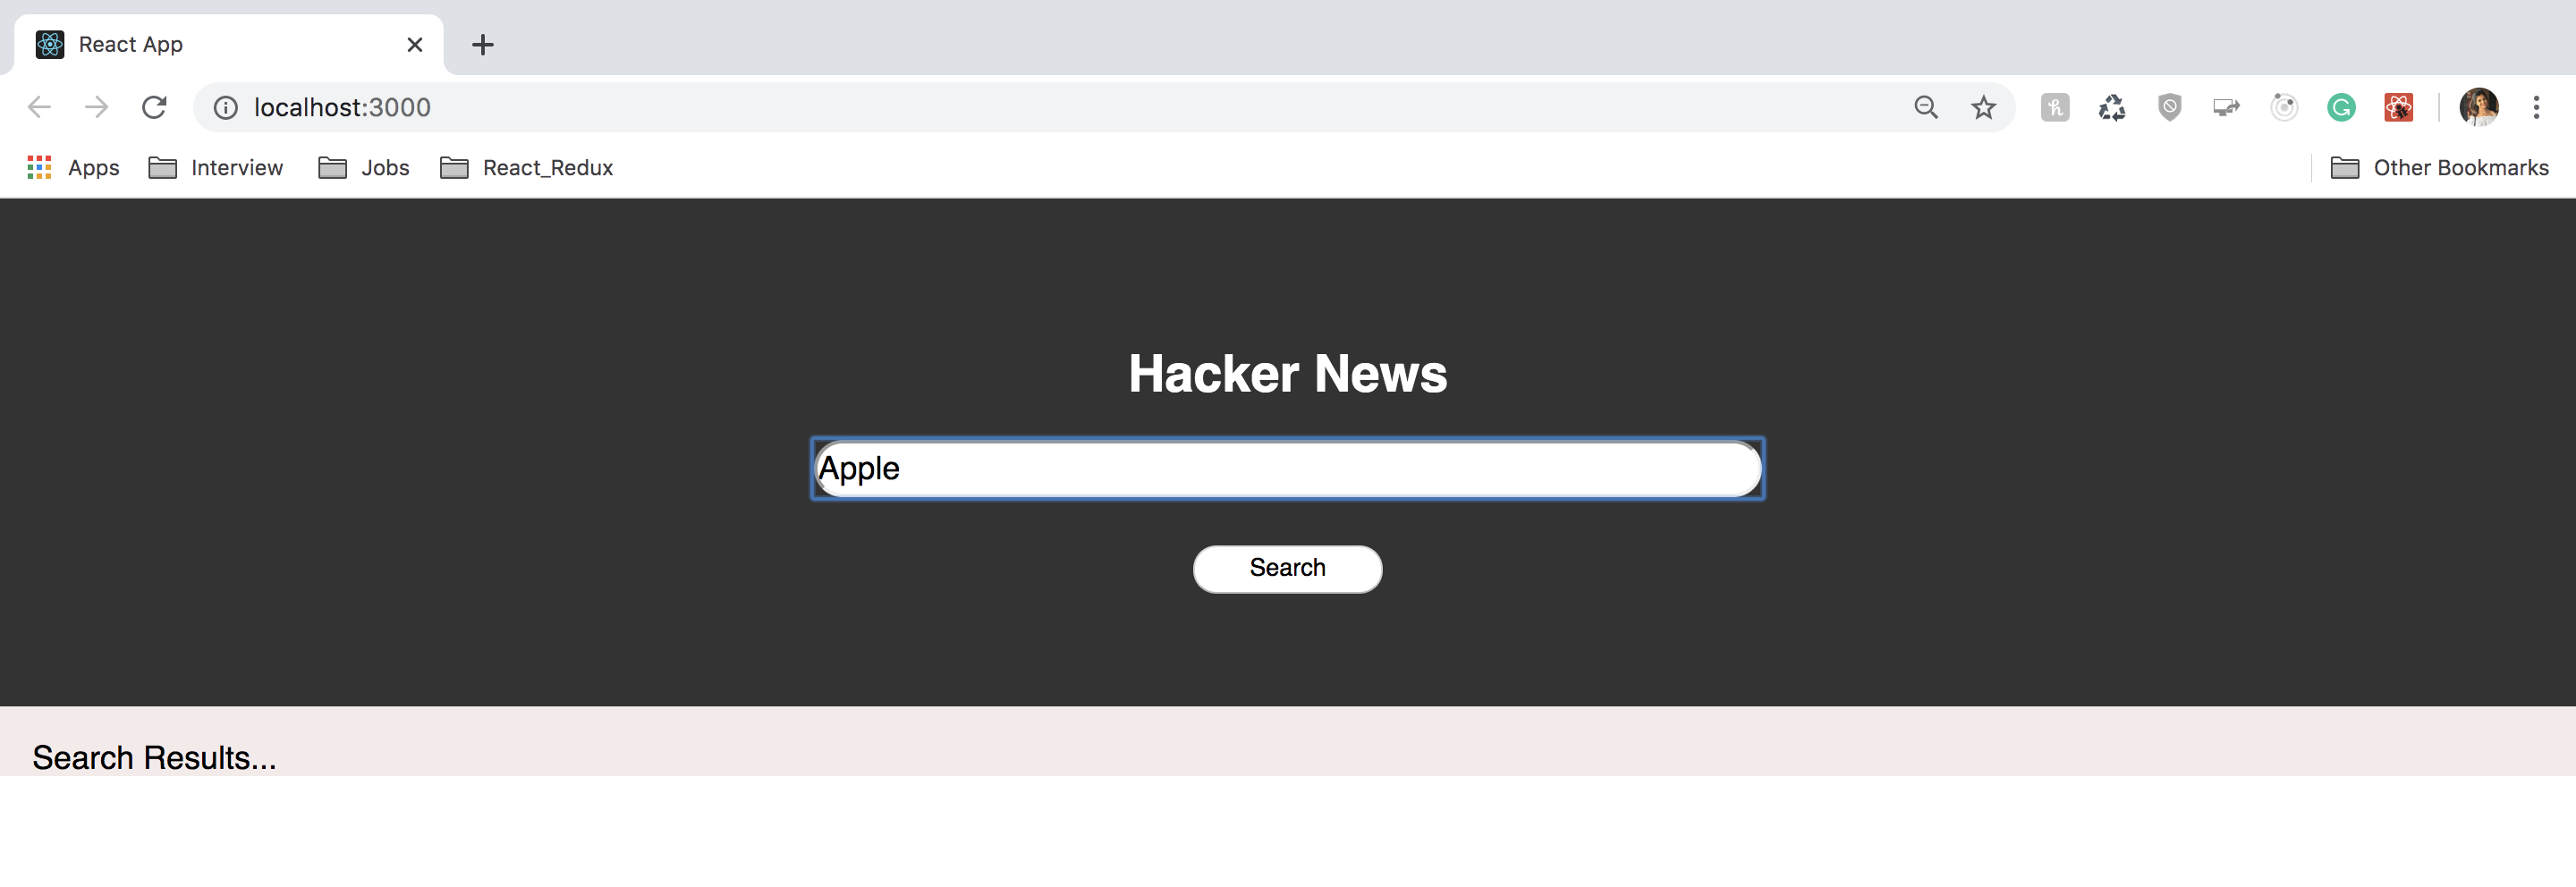 React App
localhost:3000
Apps Interview Jobs React_Redux Other Bookmarks
Hacker News
Apple
Search
Search Results...